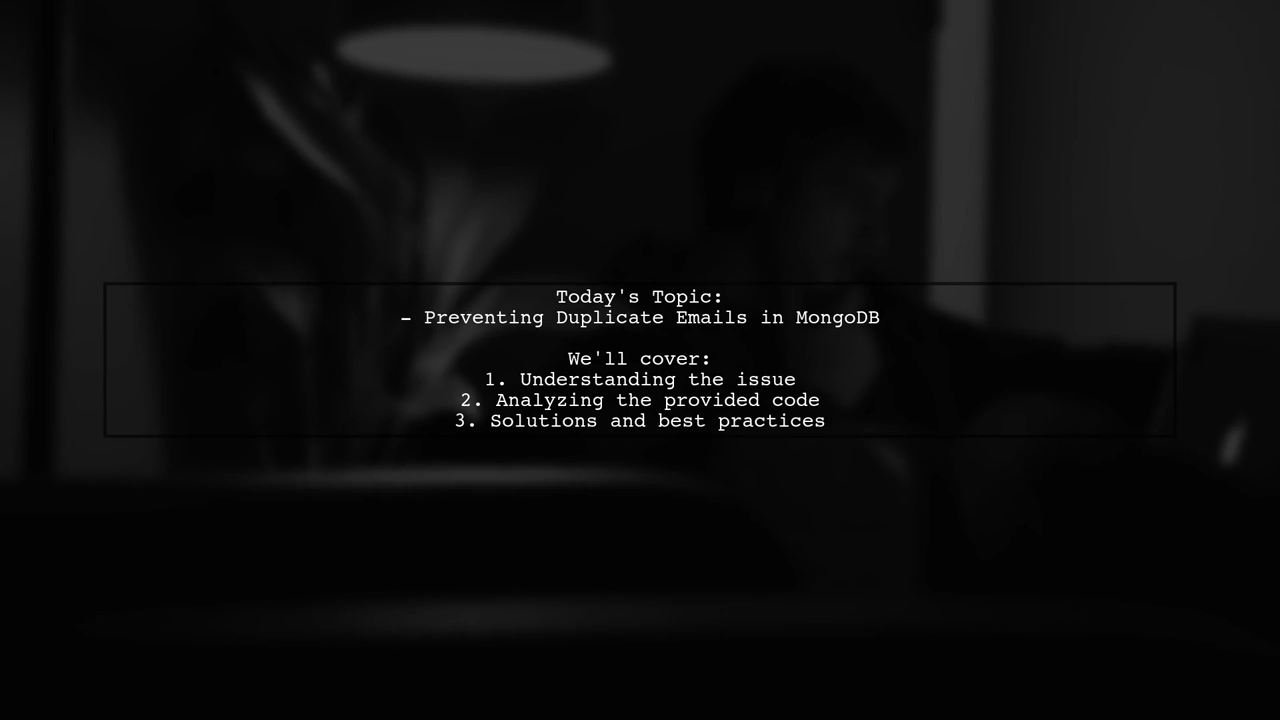 Today's Topic:
– Preventing Duplicate Emails in MongoDB
We'll cover:
1. Understanding the issue
2. Analyzing the provided code
3. Solutions and best practices